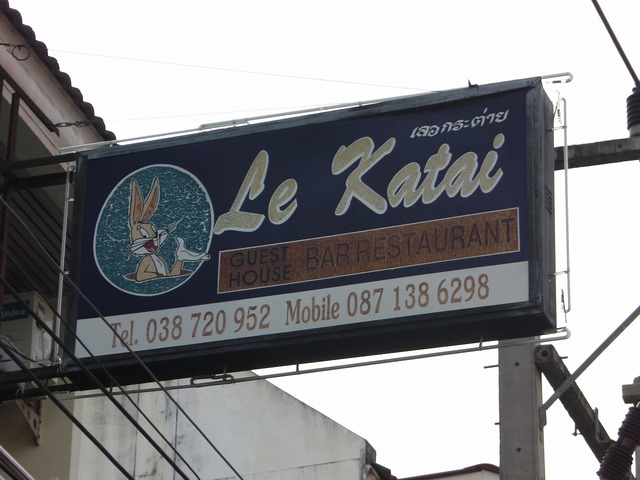 เลอกระต่าย
Le Katai
GUEST HOUSE BAR RESTAURANT
Tel. 038 720 952 Mobile 087 138 6298
Midea